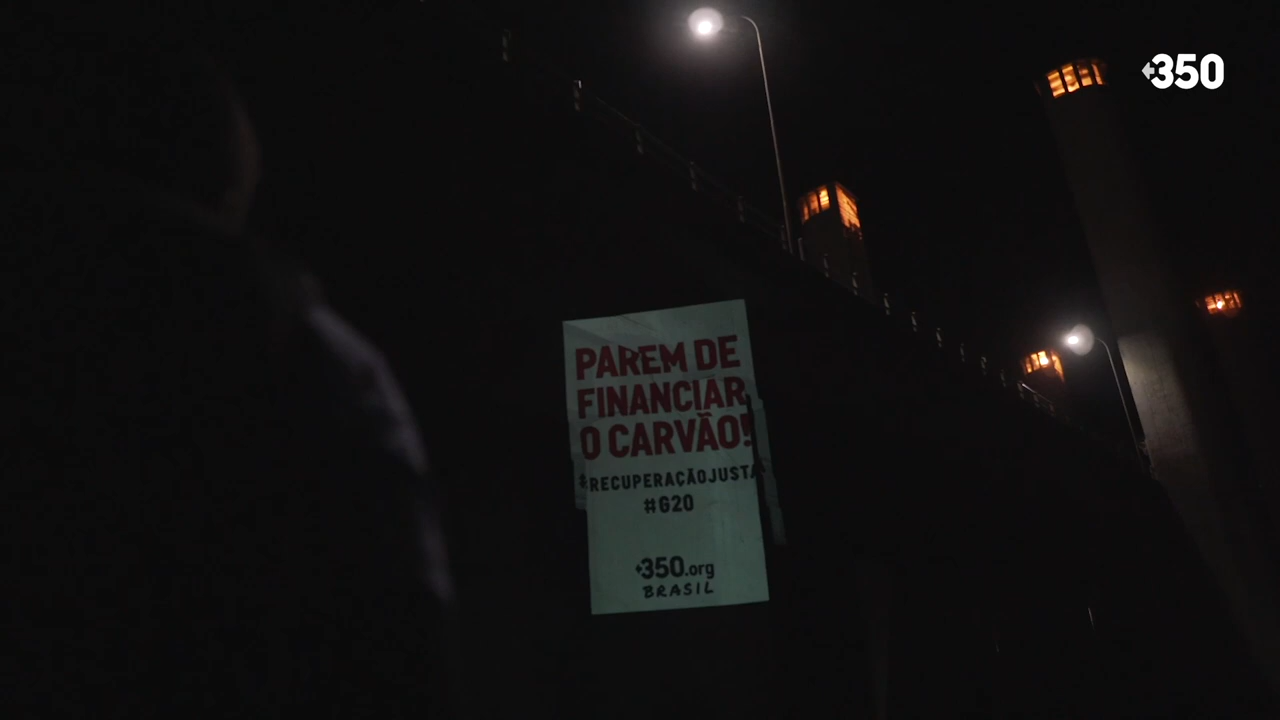 350
PAREM DE
FINANCIAR
O CARVÃO!
#RECUPERAÇÃOJUSTA
#G20
350.org
BRASIL